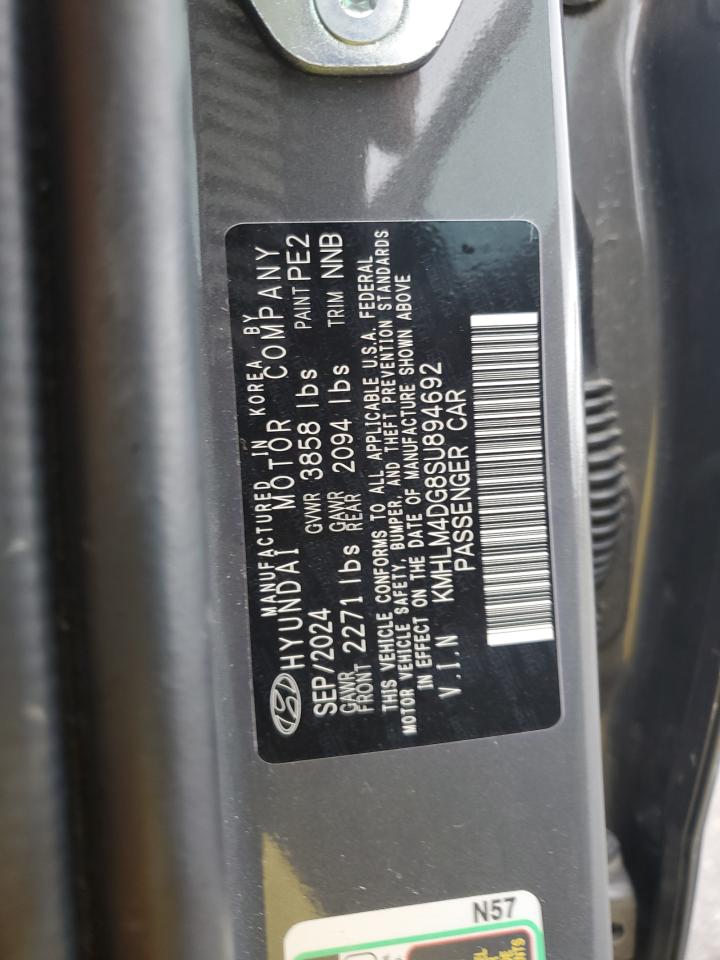 MANUFACTURED IN KOREA BY
HYUNDAI MOTOR COMPANY
SEP/2024 GVWR 3858 lbs PAINT PE2
GAWR FRONT 2271 lbs GAWR REAR 2094 lbs TRIM NNB
THIS VEHICLE CONFORMS TO ALL APPLICABLE U.S.A. FEDERAL
MOTOR VEHICLE SAFETY, BUMPER, AND THEFT PREVENTION STANDARDS
IN EFFECT ON THE DATE OF MANUFACTURE SHOWN ABOVE
V.I.N KMHLM4DG8SU894692
PASSENGER CAR
N57